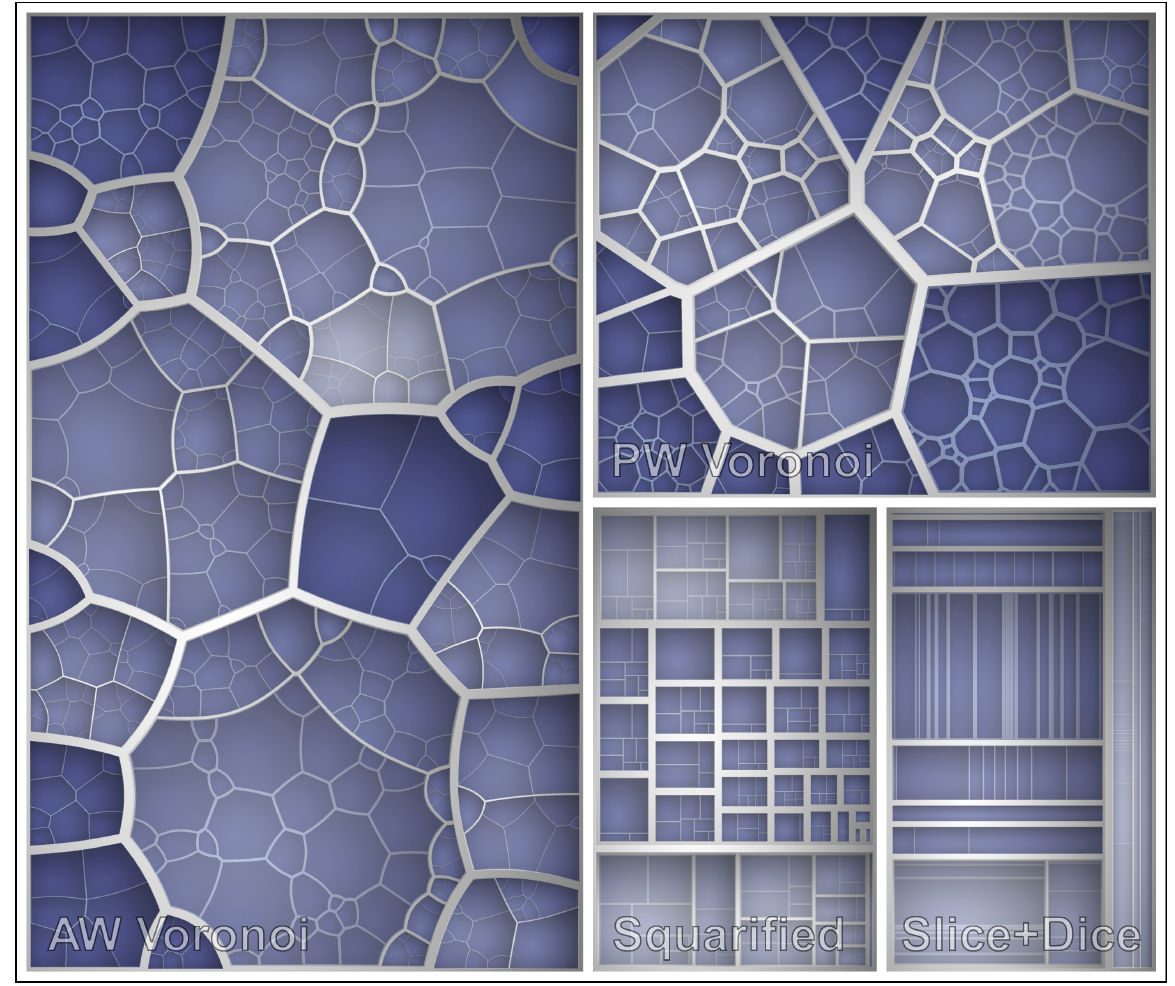 PW Voronoi
AW Voronoi
Squarified
Slice+Dice